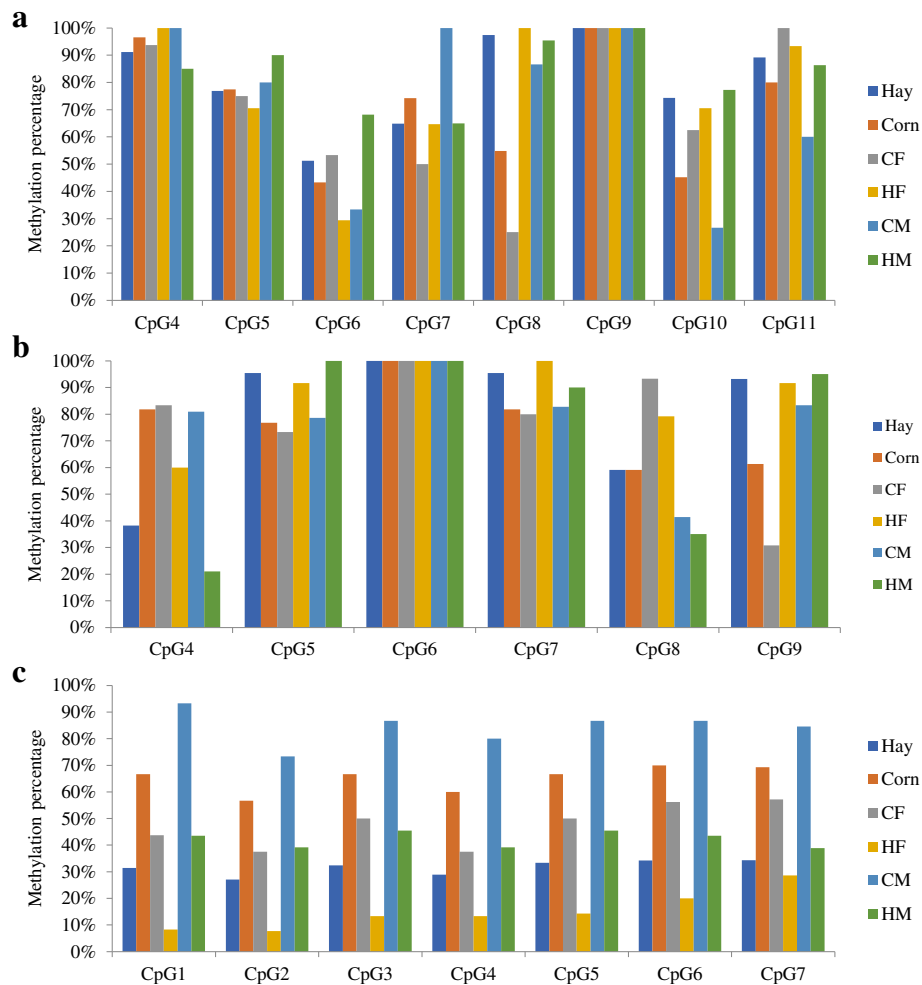 a
Methylation percentage
100%
90%
80%
70%
60%
50%
40%
30%
20%
10%
0%
CpG4 CpG5 CpG6 CpG7 CpG8 CpG9 CpG10 CpG11
Hay
Corn
CF
HF
CM
HM
b
Methylation percentage
100%
90%
80%
70%
60%
50%
40%
30%
20%
10%
0%
CpG4 CpG5 CpG6 CpG7 CpG8 CpG9
Hay
Corn
CF
HF
CM
HM
c
Methylation percentage
100%
90%
80%
70%
60%
50%
40%
30%
20%
10%
0%
CpG1 CpG2 CpG3 CpG4 CpG5 CpG6 CpG7
Hay
Corn
CF
HF
CM
HM